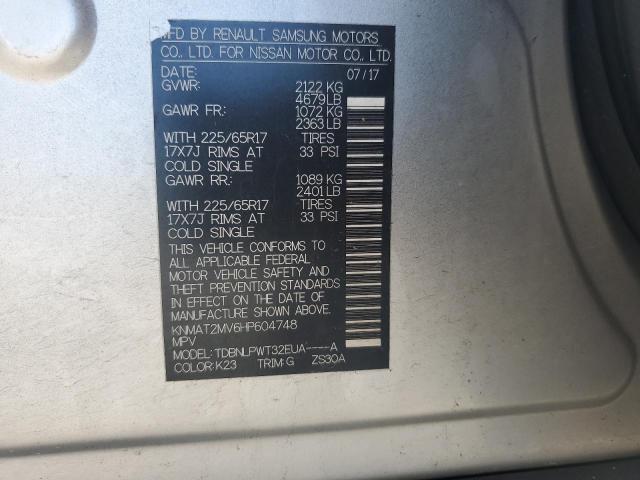 MFD BY RENAULT SAMSUNG MOTORS
CO., LTD. FOR NISSAN MOTOR CO., LTD.
DATE: 07/17
GVWR: 2122 KG
4679LB
GAWR FR: 1072 KG
2363LB
WITH 225/65R17 TIRES
17X7J RIMS AT 33 PSI
COLD SINGLE
GAWR RR: 1089 KG
2401LB
WITH 225/65R17 TIRES
17X7J RIMS AT 33 PSI
COLD SINGLE
THIS VEHICLE CONFORMS TO
ALL APPLICABLE FEDERAL
MOTOR VEHICLE SAFETY AND
THEFT PREVENTION STANDARDS
IN EFFECT ON THE DATE OF
MANUFACTURE SHOWN ABOVE.
KNMAT2MV6HP604748
MPV
MODEL:TDBNLPWT32EUA-----A
COLOR:K23 TRIM:G ZS30A